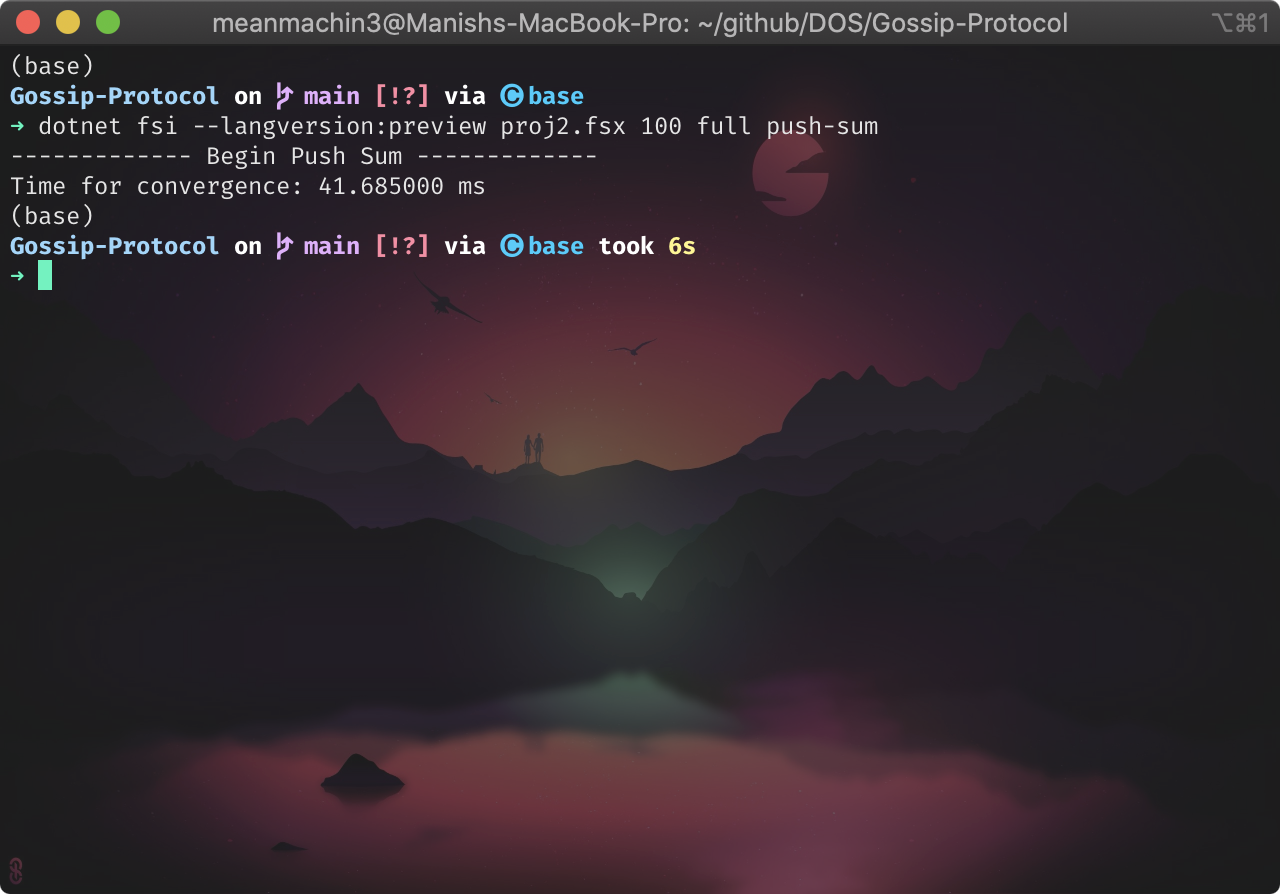 meanmachin3@Manishs-MacBook-Pro: ~/github/DOS/Gossip-Protocol ⌥⌘1
(base)
Gossip-Protocol on main [!?] via Ⓒ base
➜ dotnet fsi --langversion:preview proj2.fsx 100 full push-sum
------------- Begin Push Sum -------------
Time for convergence: 41.685000 ms
(base)
Gossip-Protocol on main [!?] via Ⓒ base took 6s
➜